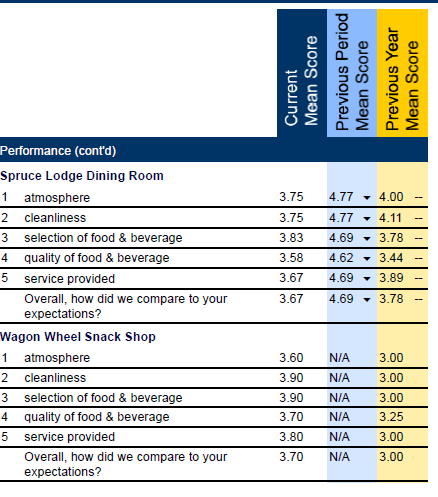 Current Mean Score
Previous Period Mean Score
Previous Year Mean Score
Performance (cont'd)
Spruce Lodge Dining Room
1 atmosphere 3.75 4.77 ▼ 4.00 --
2 cleanliness 3.75 4.77 ▼ 4.11 --
3 selection of food & beverage 3.83 4.69 ▼ 3.78 --
4 quality of food & beverage 3.58 4.62 ▼ 3.44 --
5 service provided 3.67 4.69 ▼ 3.89 --
Overall, how did we compare to your 3.67 4.69 ▼ 3.78 --
expectations?
Wagon Wheel Snack Shop
1 atmosphere 3.60 N/A 3.00
2 cleanliness 3.90 N/A 3.00
3 selection of food & beverage 3.90 N/A 3.00
4 quality of food & beverage 3.70 N/A 3.25
5 service provided 3.80 N/A 3.00
Overall, how did we compare to your 3.70 N/A 3.00
expectations?